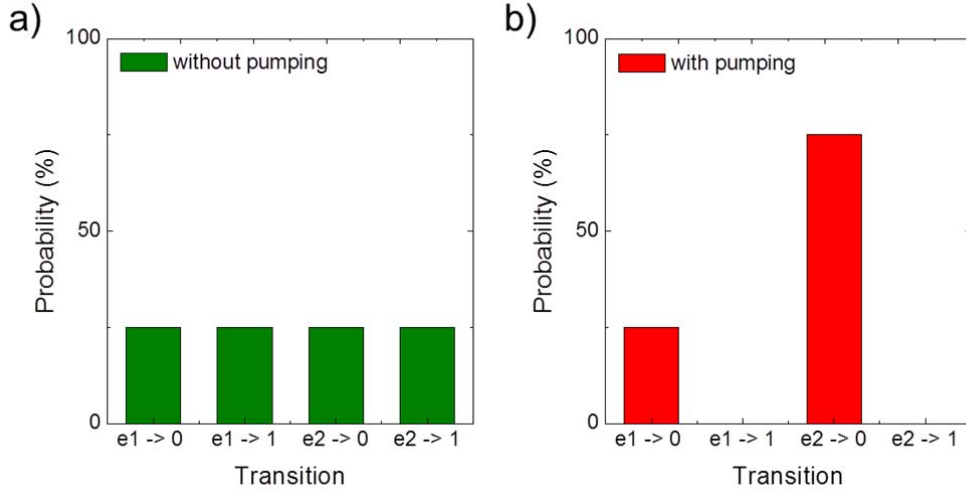 a)
100
without pumping
50
0
Probability (%)
e1 -> 0 e1 -> 1 e2 -> 0 e2 -> 1
Transition
b)
100
with pumping
50
0
Probability (%)
e1 -> 0 e1 -> 1 e2 -> 0 e2 -> 1
Transition